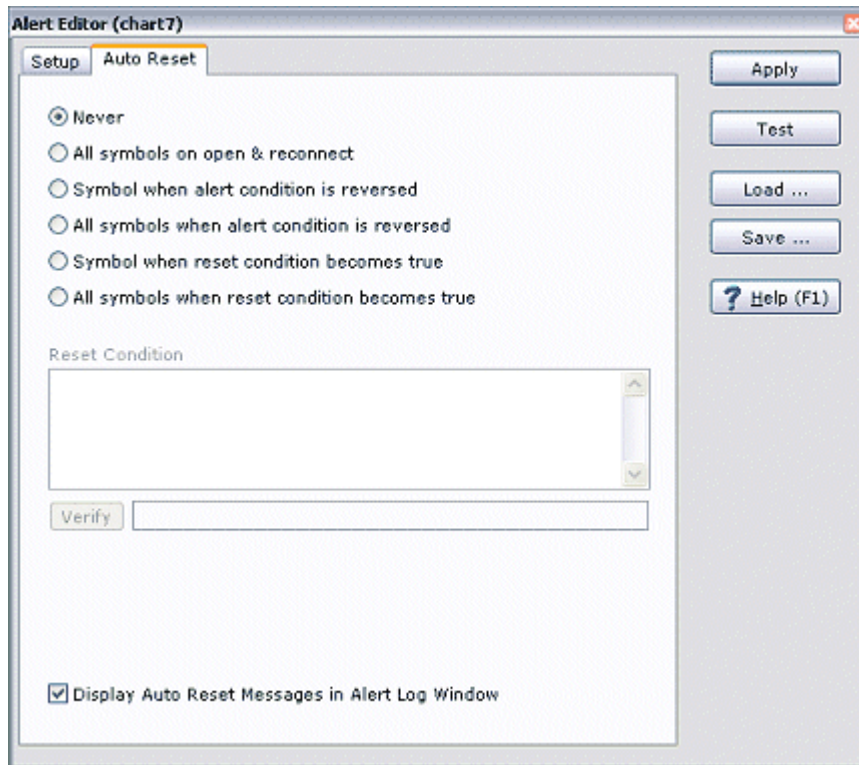 Alert Editor (chart7)
Setup
Auto Reset
Never
All symbols on open & reconnect
Symbol when alert condition is reversed
All symbols when alert condition is reversed
Symbol when reset condition becomes true
All symbols when reset condition becomes true
Reset Condition
Verify
Display Auto Reset Messages in Alert Log Window
Apply
Test
Load ...
Save ...
? Help (F1)